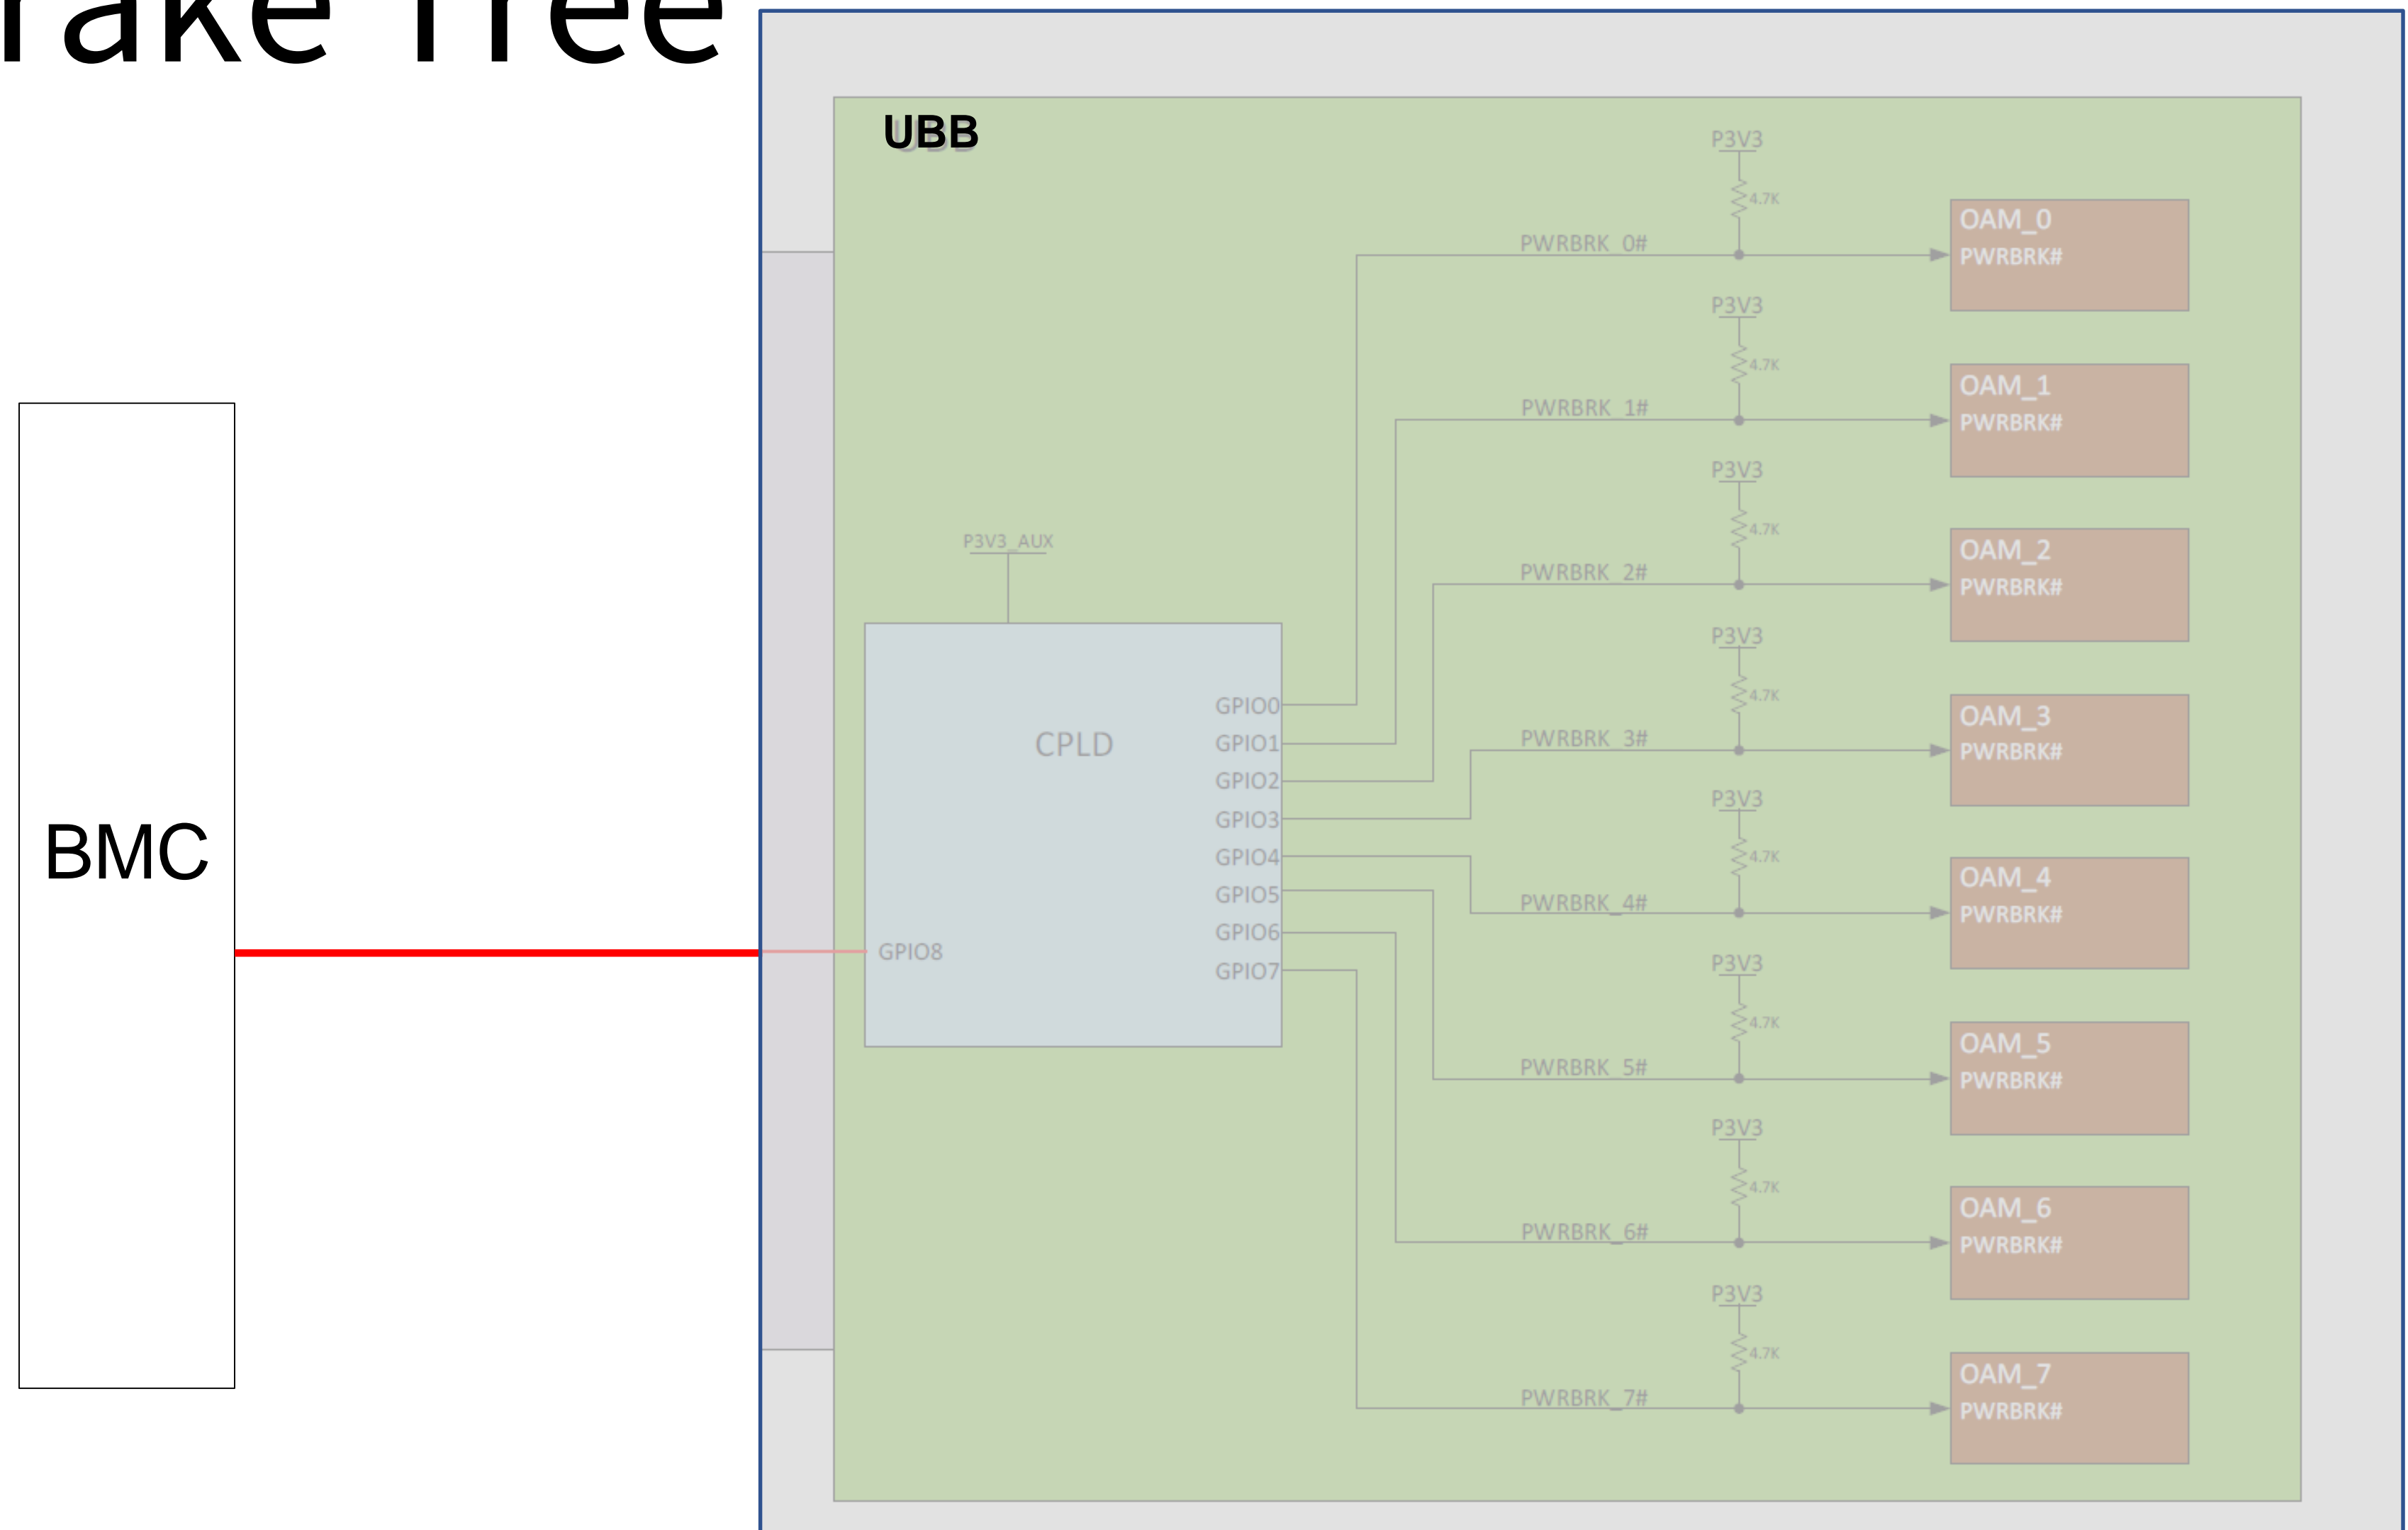 rake Tree
UBB
P3V3
4.7K
PWRBRK_0#
OAM_0
PWRBRK#
P3V3
4.7K
PWRBRK_1#
OAM_1
PWRBRK#
P3V3
4.7K
PWRBRK_2#
OAM_2
PWRBRK#
P3V3
4.7K
PWRBRK_3#
OAM_3
PWRBRK#
P3V3
4.7K
PWRBRK_4#
OAM_4
PWRBRK#
P3V3
4.7K
PWRBRK_5#
OAM_5
PWRBRK#
P3V3
4.7K
PWRBRK_6#
OAM_6
PWRBRK#
P3V3
4.7K
PWRBRK_7#
OAM_7
PWRBRK#
P3V3_AUX
CPLD
GPIO0
GPIO1
GPIO2
GPIO3
GPIO4
GPIO5
GPIO6
GPIO7
GPIO8
BMC